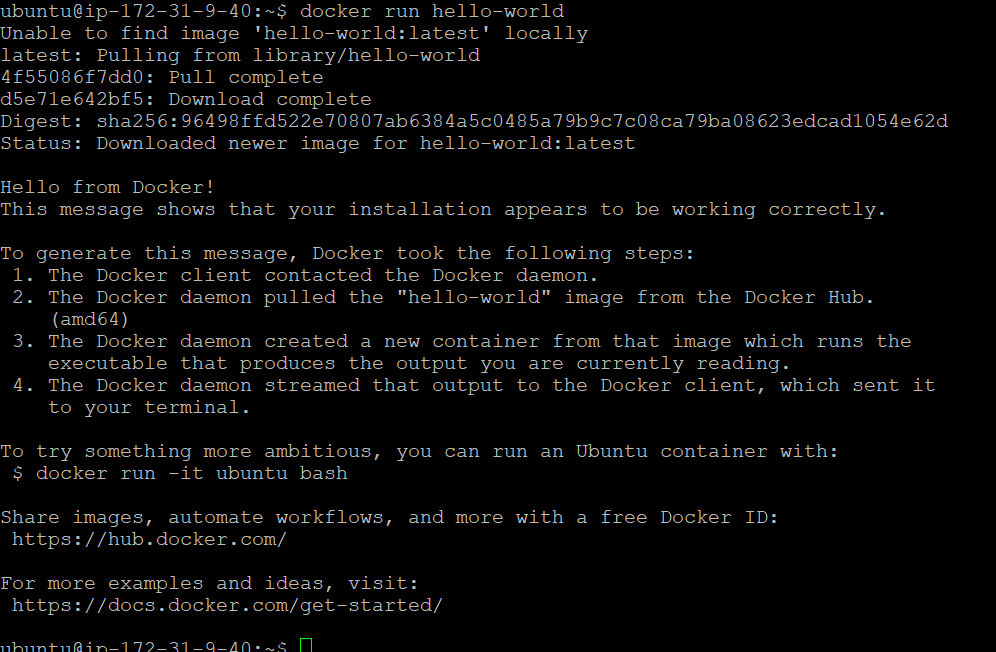 ubuntu@ip-172-31-9-40:~$ docker run hello-world
Unable to find image 'hello-world:latest' locally
latest: Pulling from library/hello-world
4f55086f7dd0: Pull complete
d5e71e642bf5: Download complete
Digest: sha256:96498ffd522e70807ab6384a5c0485a79b9c7c08ca79ba08623edcad1054e62d
Status: Downloaded newer image for hello-world:latest

Hello from Docker!
This message shows that your installation appears to be working correctly.

To generate this message, Docker took the following steps:
 1. The Docker client contacted the Docker daemon.
 2. The Docker daemon pulled the "hello-world" image from the Docker Hub.
    (amd64)
 3. The Docker daemon created a new container from that image which runs the
    executable that produces the output you are currently reading.
 4. The Docker daemon streamed that output to the Docker client, which sent it
    to your terminal.

To try something more ambitious, you can run an Ubuntu container with:
 $ docker run -it ubuntu bash

Share images, automate workflows, and more with a free Docker ID:
 https://hub.docker.com/

For more examples and ideas, visit:
 https://docs.docker.com/get-started/

ubuntu@ip-172-31-9-40:~$